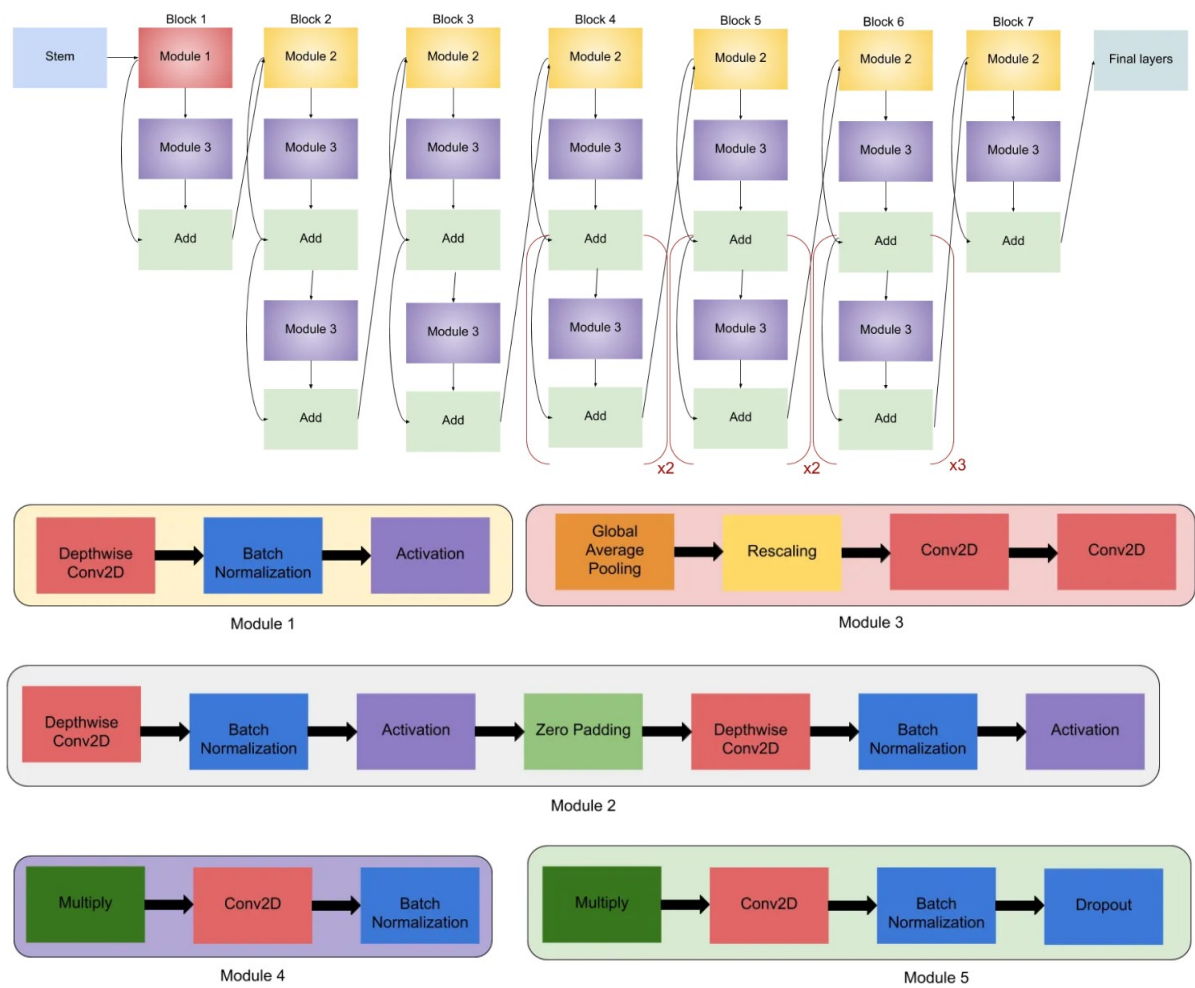 Block 1
Block 2
Block 3
Block 4
Block 5
Block 6
Block 7
Stem
Module 1
Module 2
Module 2
Module 2
Module 2
Module 2
Module 2
Final layers
Module 3
Module 3
Module 3
Module 3
Module 3
Module 3
Module 3
Add
Add
Add
Add
Add
Add
Add
Module 3
Module 3
Module 3
Module 3
Module 3
Add
Add
Add
Add
Add
x2
x2
x3
Depthwise
Conv2D
Batch
Normalization
Activation
Module 1
Global
Average
Pooling
Rescaling
Conv2D
Conv2D
Module 3
Depthwise
Conv2D
Batch
Normalization
Activation
Zero Padding
Depthwise
Conv2D
Batch
Normalization
Activation
Module 2
Multiply
Conv2D
Batch
Normalization
Module 4
Multiply
Conv2D
Batch
Normalization
Dropout
Module 5